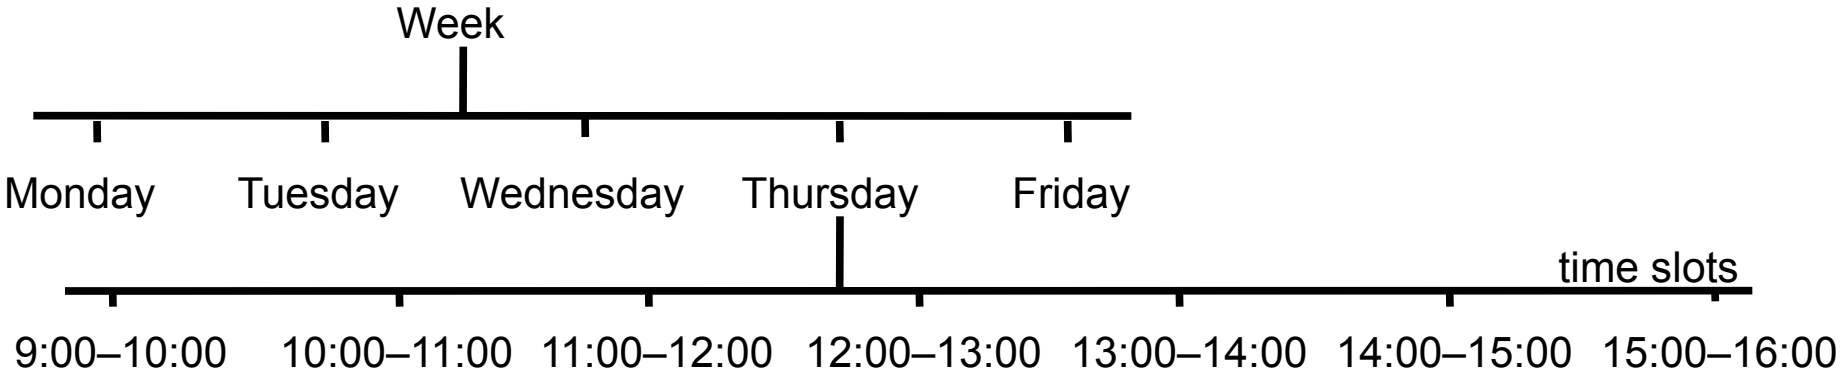 Week
Monday Tuesday Wednesday Thursday Friday
time slots
9:00–10:00 10:00–11:00 11:00–12:00 12:00–13:00 13:00–14:00 14:00–15:00 15:00–16:00